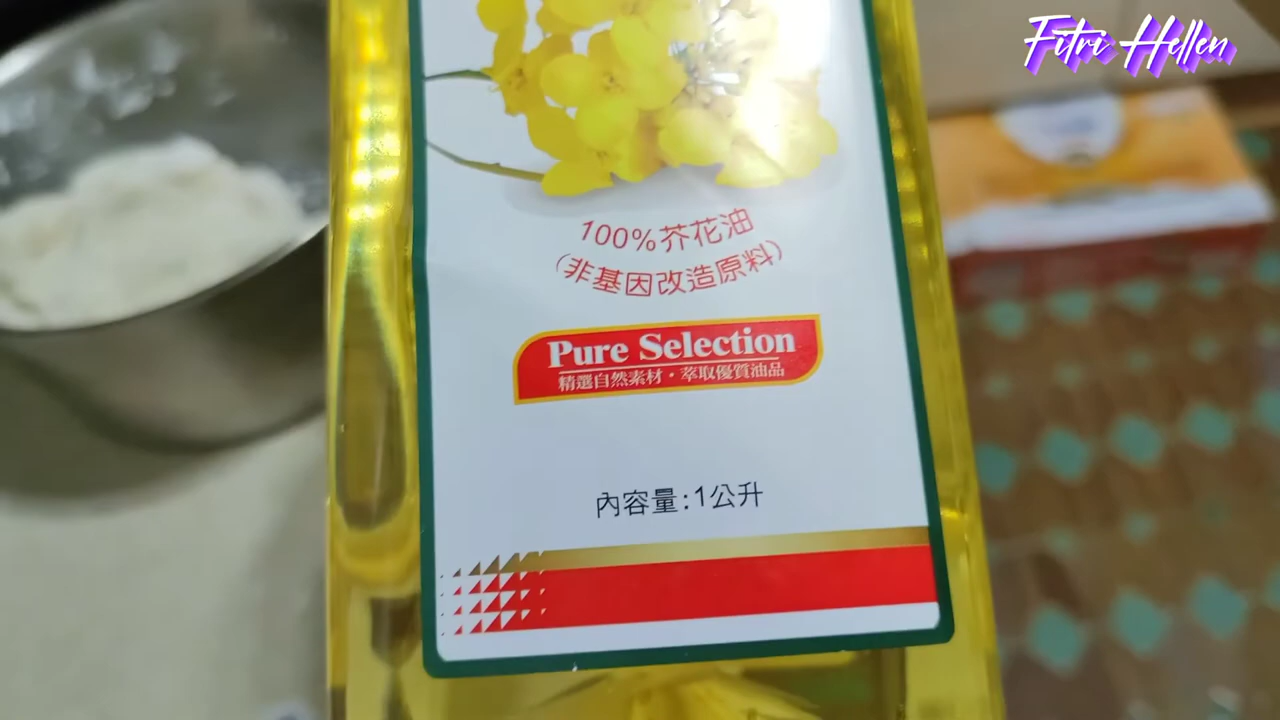 Fitri Hellen
100%芥花油
(非基因改造原料)
Pure Selection
精選自然素材・萃取優質油品
內容量:1公升